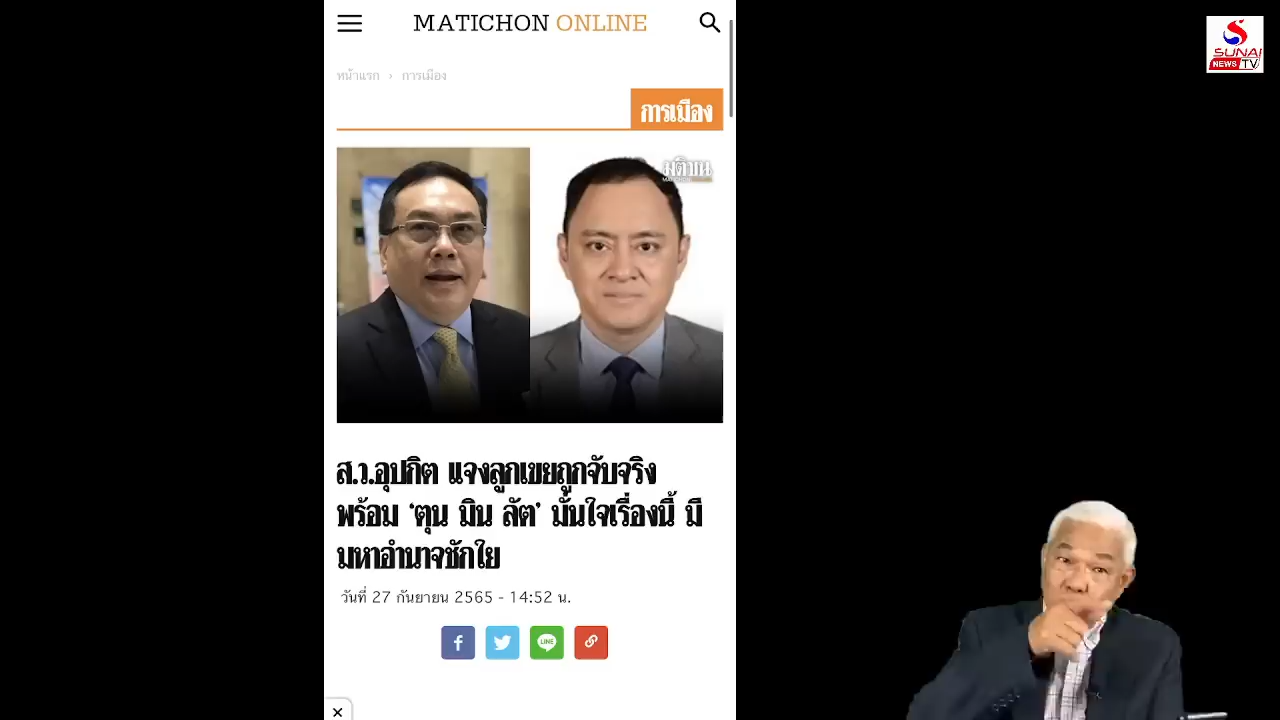 MATICHON ONLINE
SUNAI
NEWS TV
หน้าแรก › การเมือง
การเมือง
มติชน
MATICHON ONLINE
ส.ว.อุปกิต แจงลูกเขยถูกจับจริง
พร้อม ‘ตุน มิน ลัต’ มั่นใจเรื่องนี้ มี
มหาอำนาจชักใย
วันที่ 27 กันยายน 2565 - 14:52 น.
LINE